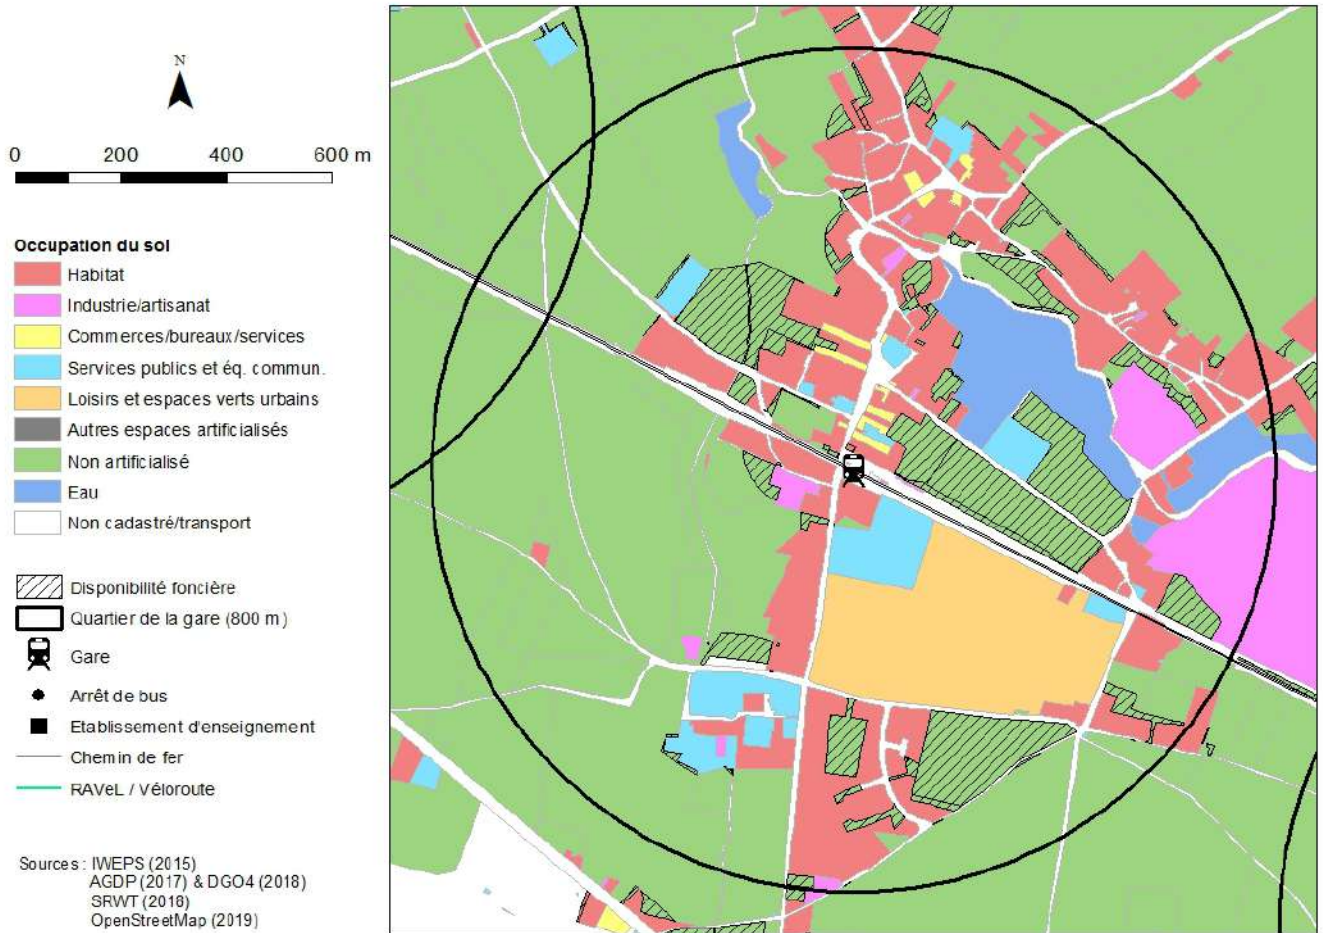 N
0 200 400 600 m
Occupation du sol
Habitat
Industrie/artisanat
Commerces/bureaux/services
Services publics et éq. commun.
Loisirs et espaces verts urbains
Autres espaces artificialisés
Non artificialisé
Eau
Non cadastré/transport
Disponibilité foncière
Quartier de la gare (800 m)
Gare
Arrêt de bus
Etablissement d'enseignement
Chemin de fer
RAVeL / Véloroute
Sources : IWEPS (2015)
AGDP (2017) & DGO4 (2018)
SRWT (2018)
OpenStreetMap (2019)